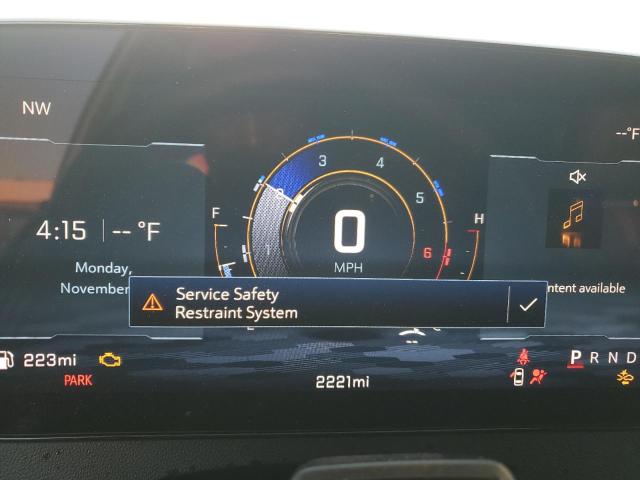 NW
--°F
3
4
2
5
4:15 -- °F
F
0
H
1
6
MPH
Monday,
November
Service Safety
Restraint System
ntent available
E
C
--
223mi
P R N D
PARK
2221mi